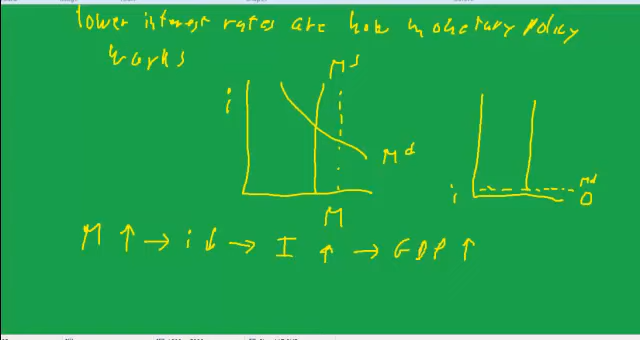 lower interest rates are how monetary policy
works
i
Ms
Md
M
i
Md
0
M ↑ → i ↓ → I ↑ → GDP ↑